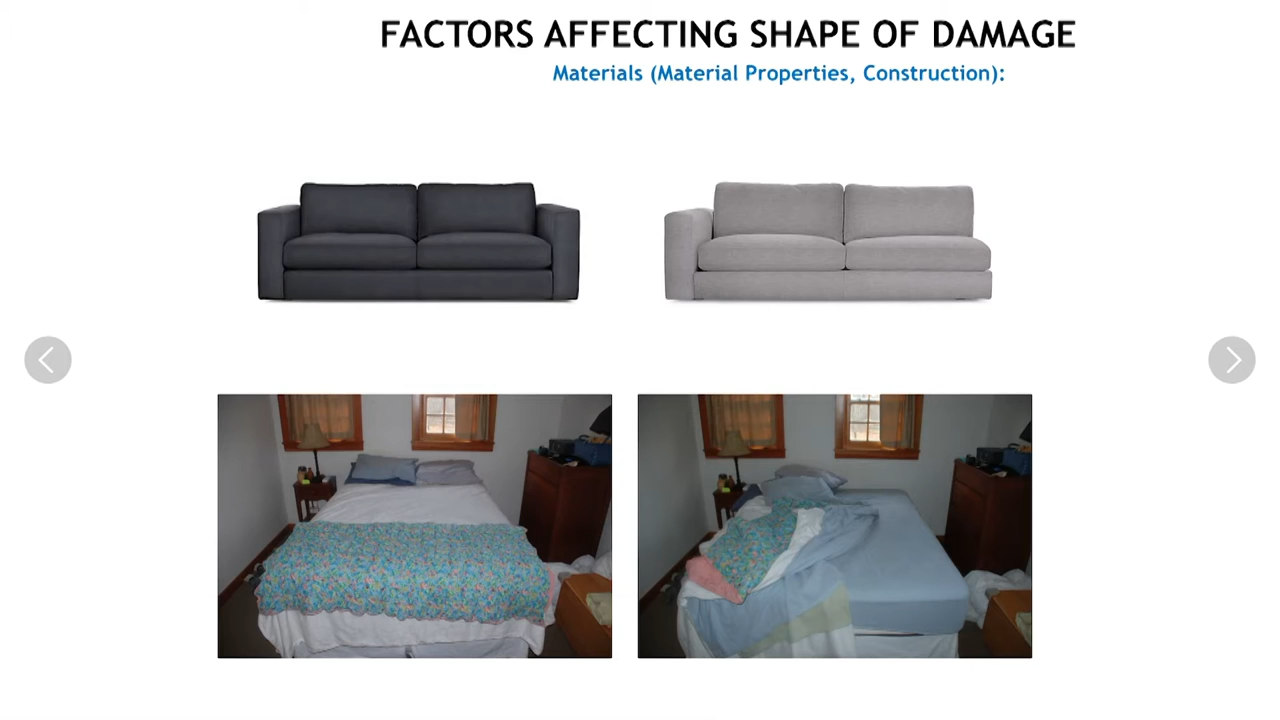 FACTORS AFFECTING SHAPE OF DAMAGE
Materials (Material Properties, Construction):